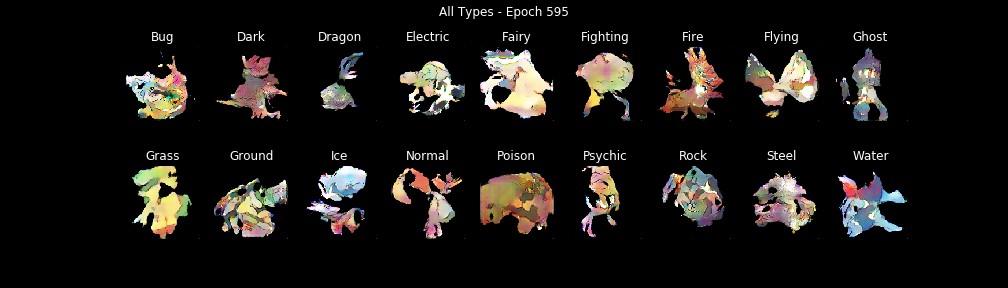 All Types - Epoch 595
Bug Dark Dragon Electric Fairy Fighting Fire Flying Ghost
Grass Ground Ice Normal Poison Psychic Rock Steel Water